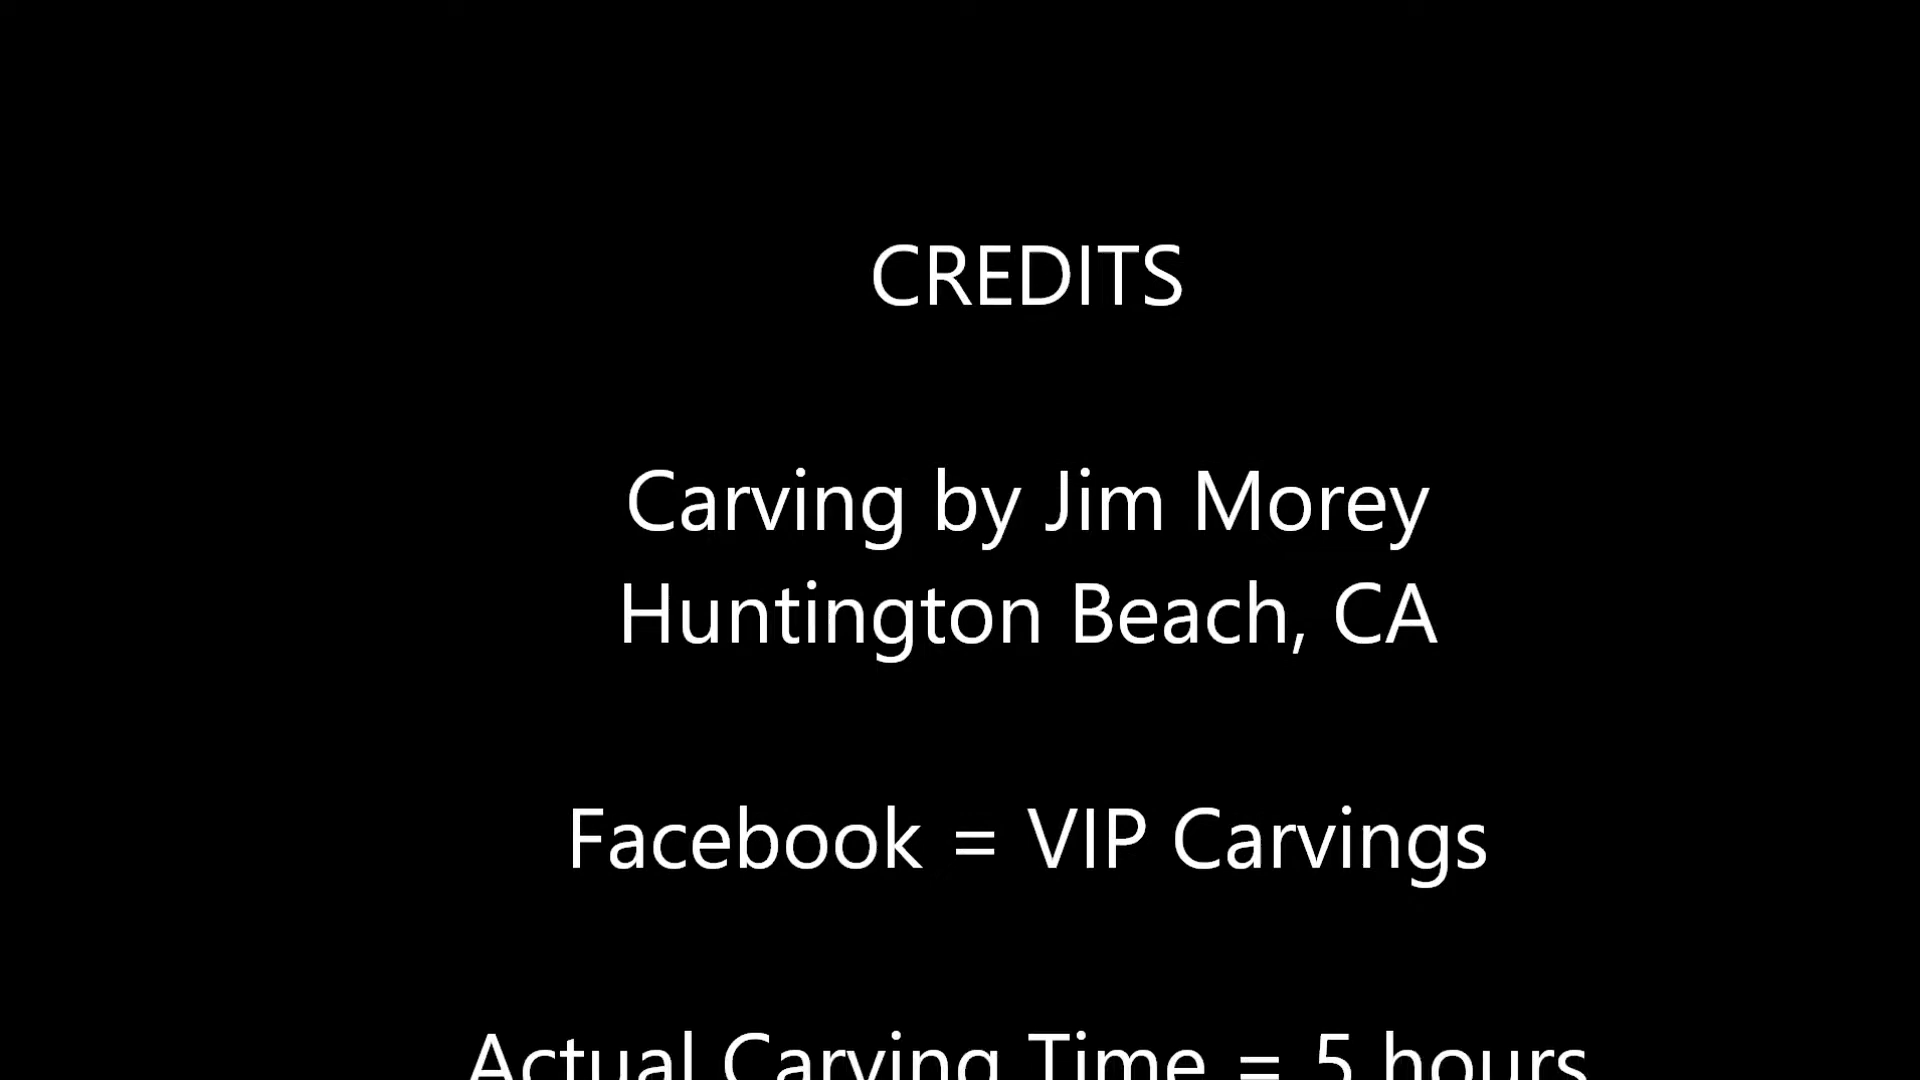 CREDITS
Carving by Jim Morey
Huntington Beach, CA
Facebook = VIP Carvings
Actual Carving Time = 5 hours